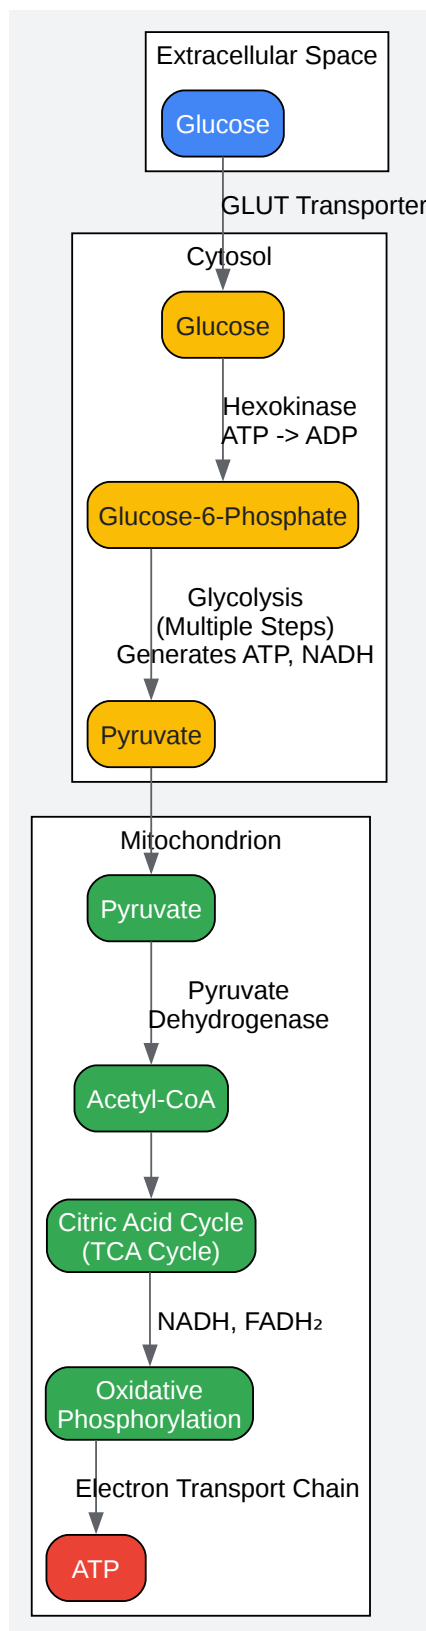 Extracellular Space
Glucose
GLUT Transporter
Cytosol
Glucose
Hexokinase
ATP -> ADP
Glucose-6-Phosphate
Glycolysis
(Multiple Steps)
Generates ATP, NADH
Pyruvate
Mitochondrion
Pyruvate
Pyruvate
Dehydrogenase
Acetyl-CoA
Citric Acid Cycle
(TCA Cycle)
NADH, FADH₂
Oxidative
Phosphorylation
Electron Transport Chain
ATP